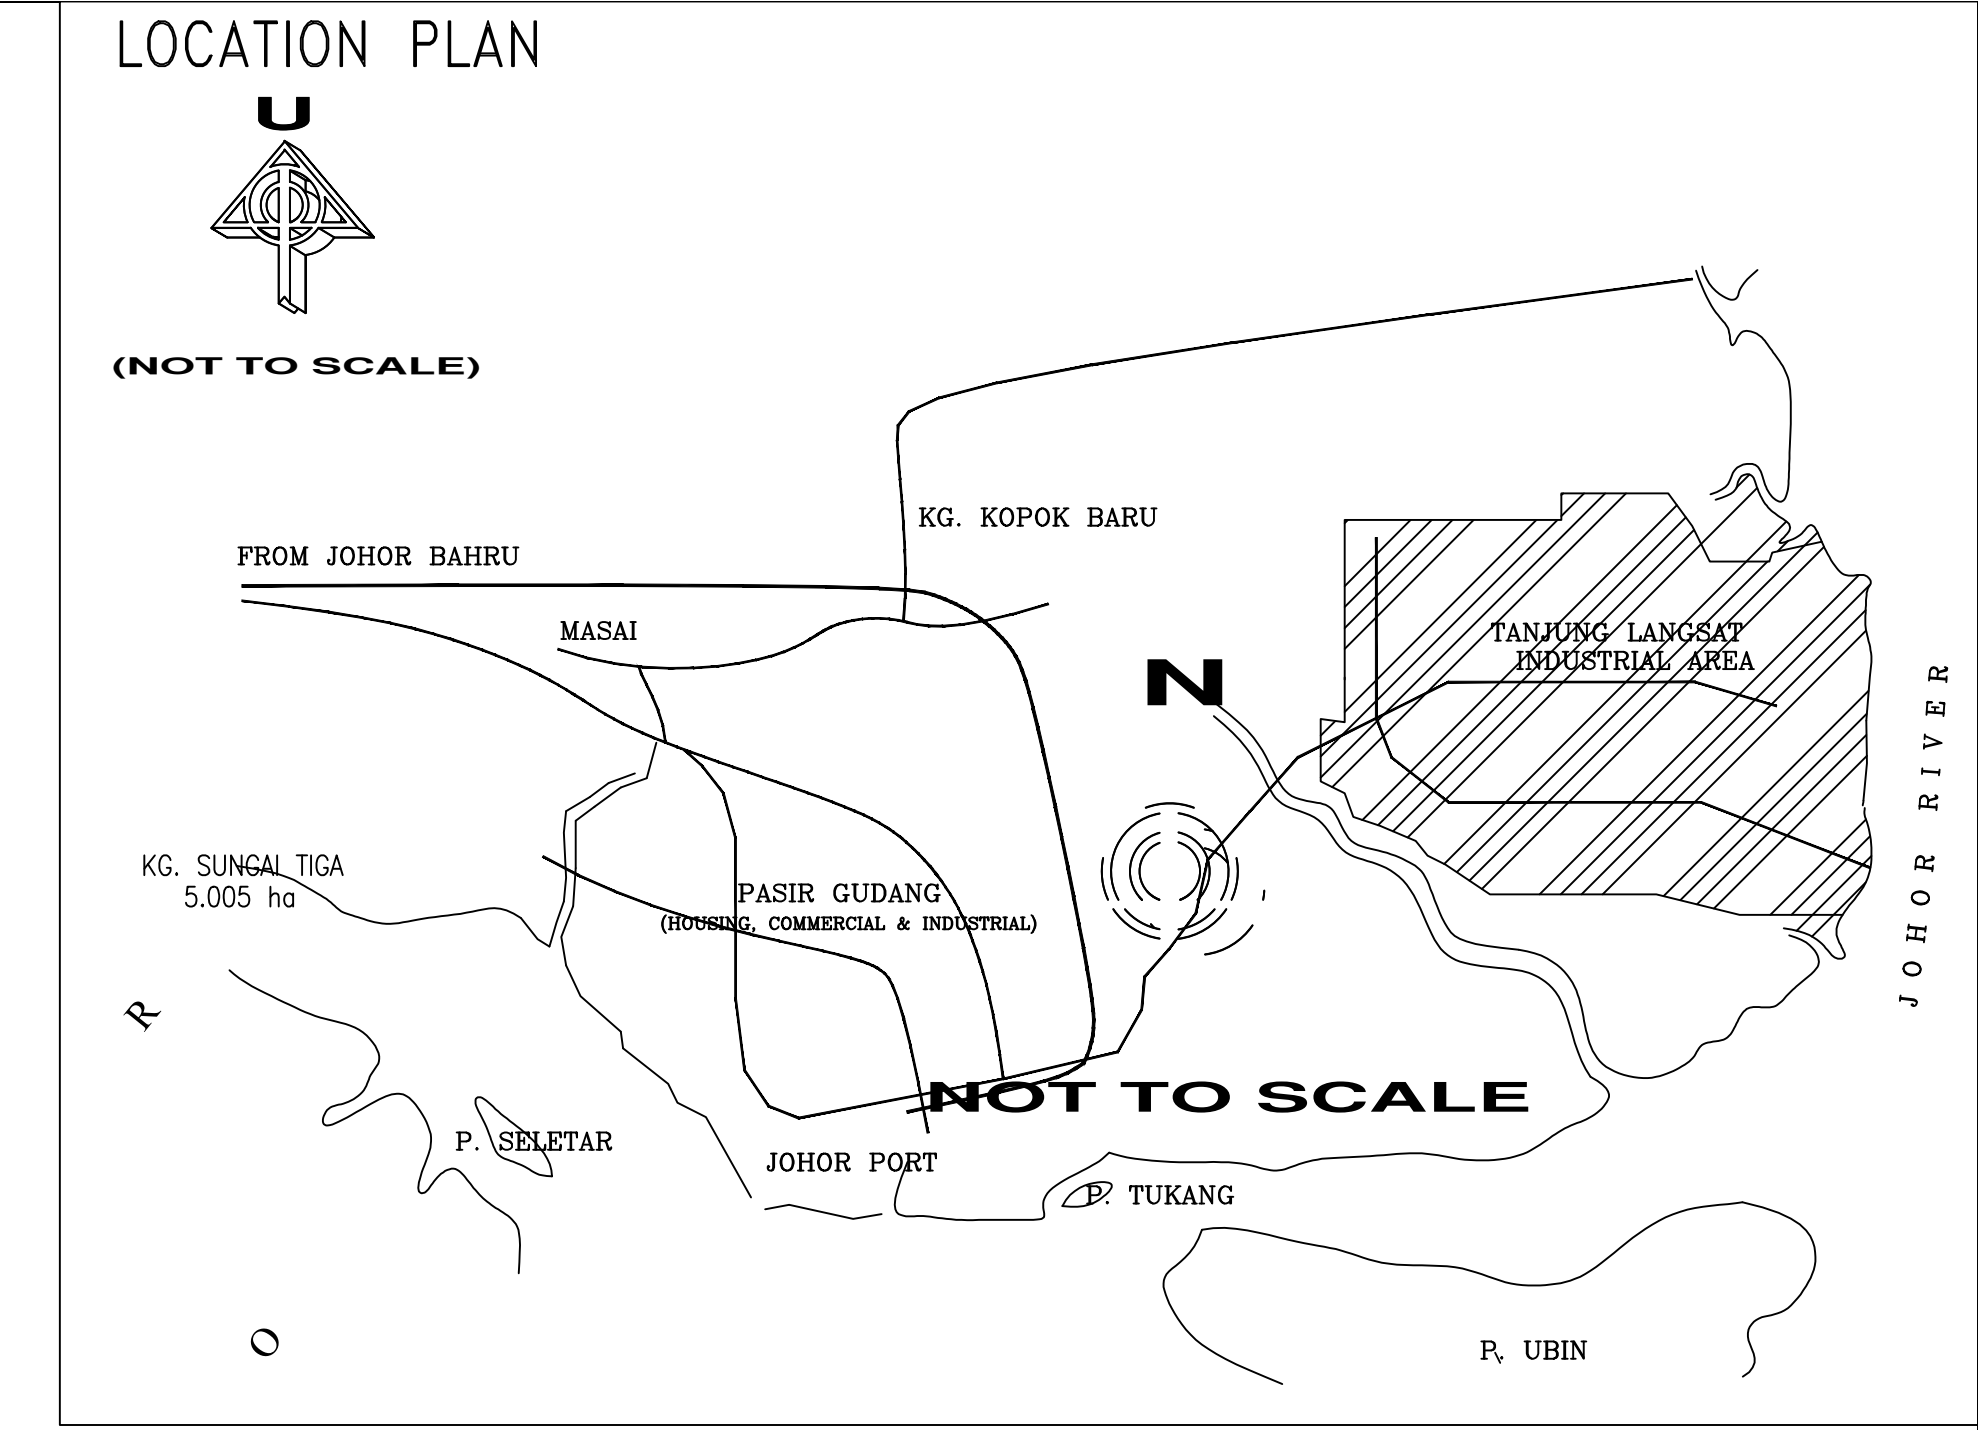 LOCATION PLAN
U
(NOT TO SCALE)
KG. KOPOK BARU
FROM JOHOR BAHRU
MASAI
TANJUNG LANGSAT
INDUSTRIAL AREA
N
JOHOR RIVER
KG. SUNGAI TIGA
5.005 ha
PASIR GUDANG
(HOUSING, COMMERCIAL & INDUSTRIAL)
R
NOT TO SCALE
P. SELETAR
JOHOR PORT
P. TUKANG
O
P. UBIN